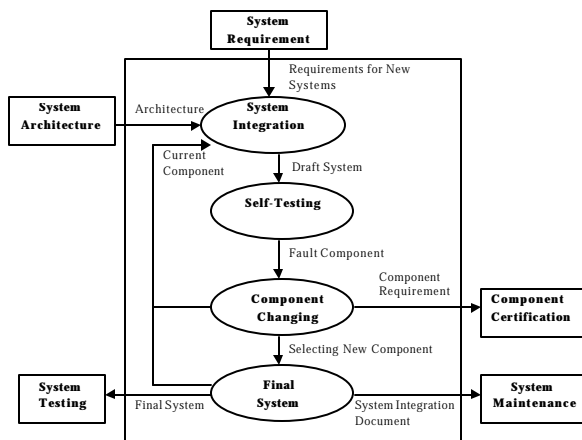 System
Requirement
Requirements for New
Systems
System
Architecture
Architecture
System
Integration
Current
Component
Draft System
Self-Testing
Fault Component
Component
Changing
Component
Requirement
Component
Certification
Selecting New Component
System
Testing
Final System
Final
System
System Integration
Document
System
Maintenance